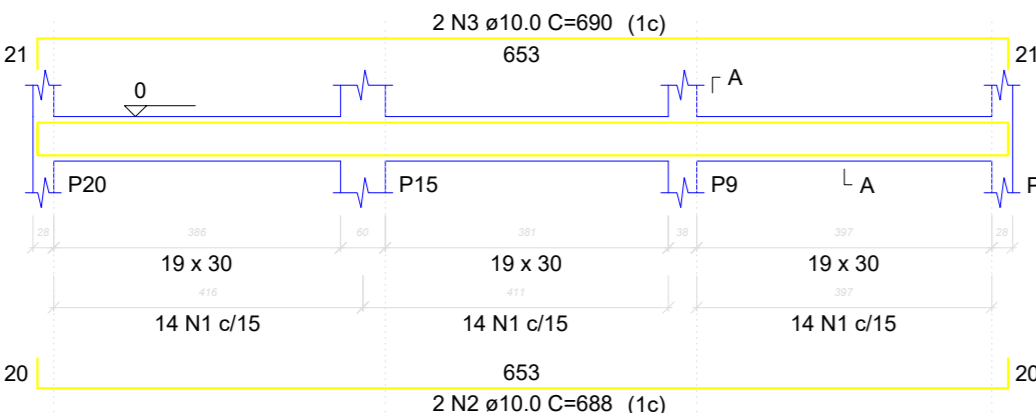 2 N3 ø10.0 C=690 (1c)
21 653 21
0 A
P20 P15 P9 A
28 386 60 381 38 397 28
19 x 30 19 x 30 19 x 30
416 411 397
14 N1 c/15 14 N1 c/15 14 N1 c/15
20 653 20
2 N2 ø10.0 C=688 (1c)